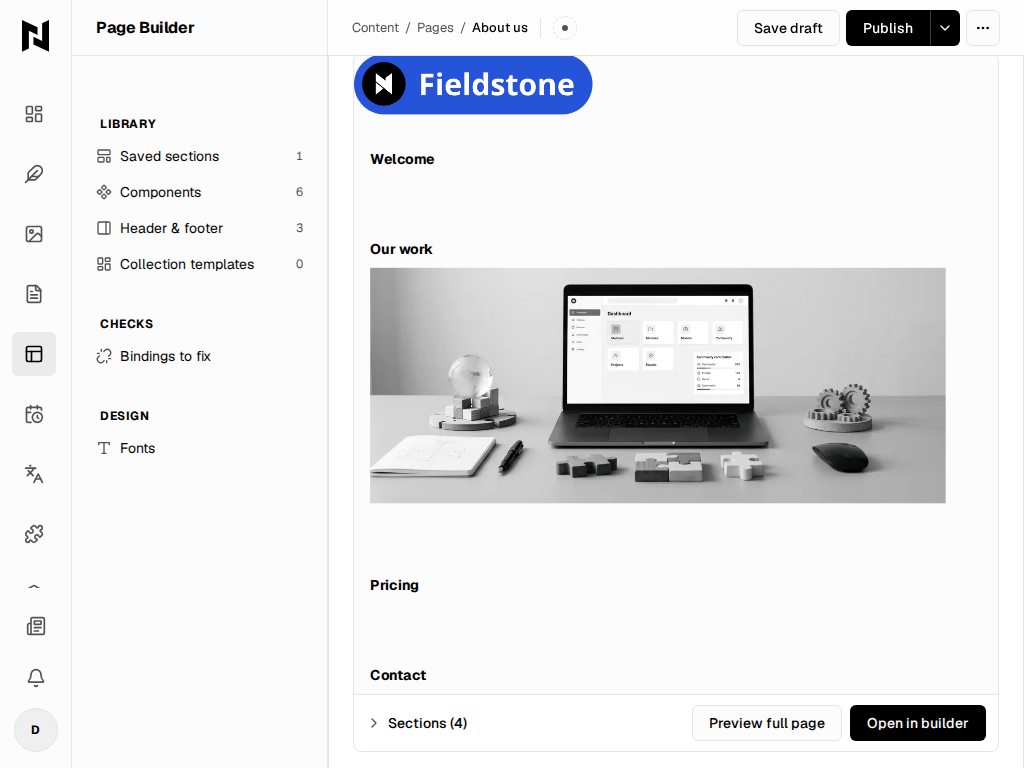 Page Builder
Content / Pages / About us
Save draft
Publish
Fieldstone
LIBRARY
Saved sections 1
Components 6
Header & footer 3
Collection templates 0
CHECKS
Bindings to fix
DESIGN
Fonts
D
Welcome
Our work
Dashboard
Pricing
Contact
Sections (4)
Preview full page
Open in builder